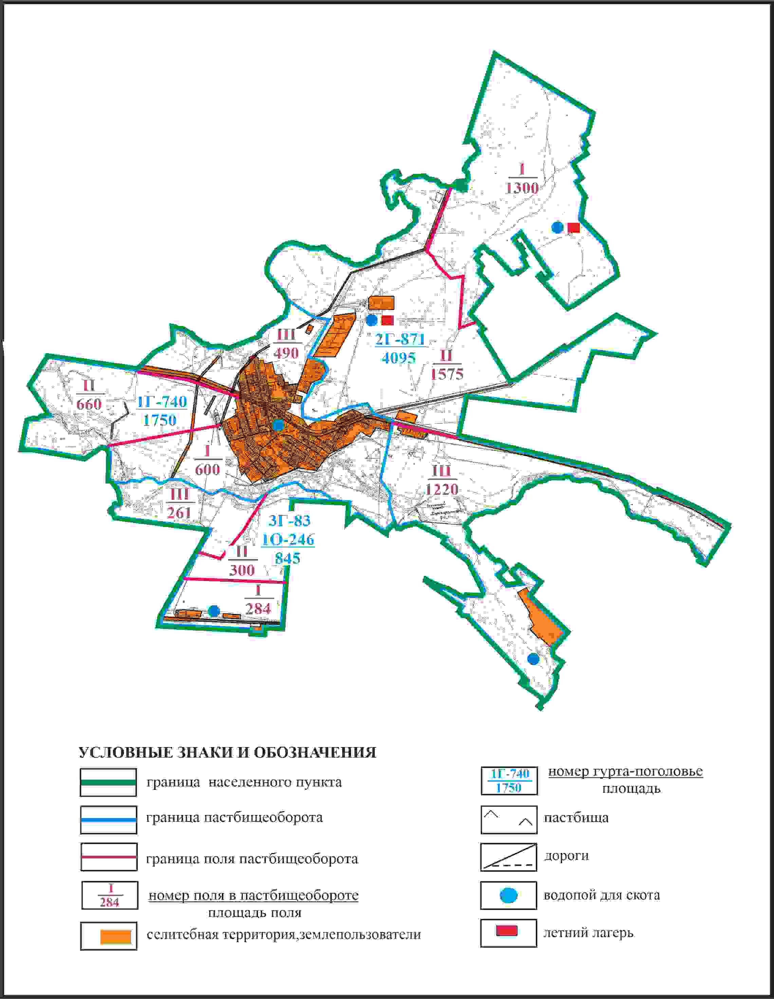 I
1300
III
490
2Г-871
4095
II
1575
II
660
1Г-740
1750
I
600
III
1220
III
261
3Г-83
1О-246
845
II
300
I
284
УСЛОВНЫЕ ЗНАКИ И ОБОЗНАЧЕНИЯ
граница населенного пункта
граница пастбищеоборота
граница поля пастбищеоборота
I
284
номер поля в пастбищеобороте
площадь поля
селитебная территория,землепользователи
1Г-740
1750
номер гурта-поголовье
площадь
пастбища
дороги
водопой для скота
летний лагерь